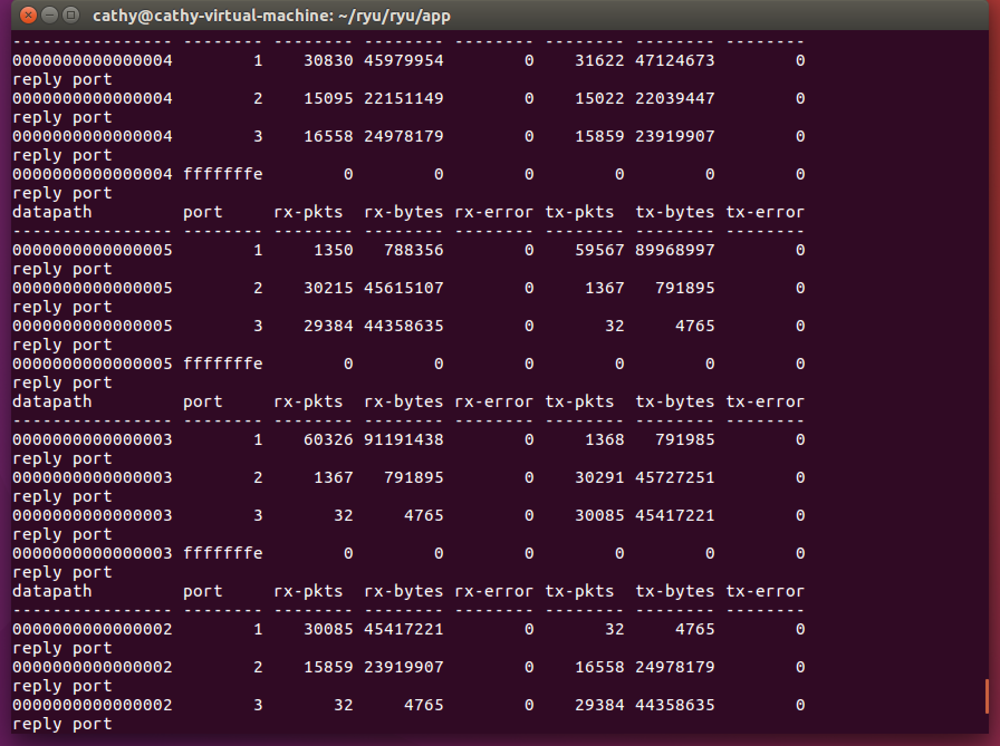 cathy@cathy-virtual-machine: ~/ryu/ryu/app
---------------- -------- -------- -------- -------- -------- -------- --------
0000000000000004        1    30830 45979954        0    31622 47124673        0
reply port
0000000000000004        2    15095 22151149        0    15022 22039447        0
reply port
0000000000000004        3    16558 24978179        0    15859 23919907        0
reply port
0000000000000004 fffffffe        0        0        0        0        0        0
reply port
datapath         port     rx-pkts  rx-bytes rx-error tx-pkts  tx-bytes tx-error
---------------- -------- -------- -------- -------- -------- -------- --------
0000000000000005        1     1350   788356        0    59567 89968997        0
reply port
0000000000000005        2    30215 45615107        0     1367   791895        0
reply port
0000000000000005        3    29384 44358635        0       32     4765        0
reply port
0000000000000005 fffffffe        0        0        0        0        0        0
reply port
datapath         port     rx-pkts  rx-bytes rx-error tx-pkts  tx-bytes tx-error
---------------- -------- -------- -------- -------- -------- -------- --------
0000000000000003        1    60326 91191438        0     1368   791985        0
reply port
0000000000000003        2     1367   791895        0    30291 45727251        0
reply port
0000000000000003        3       32     4765        0    30085 45417221        0
reply port
0000000000000003 fffffffe        0        0        0        0        0        0
reply port
datapath         port     rx-pkts  rx-bytes rx-error tx-pkts  tx-bytes tx-error
---------------- -------- -------- -------- -------- -------- -------- --------
0000000000000002        1    30085 45417221        0       32     4765        0
reply port
0000000000000002        2    15859 23919907        0    16558 24978179        0
reply port
0000000000000002        3       32     4765        0    29384 44358635        0
reply port